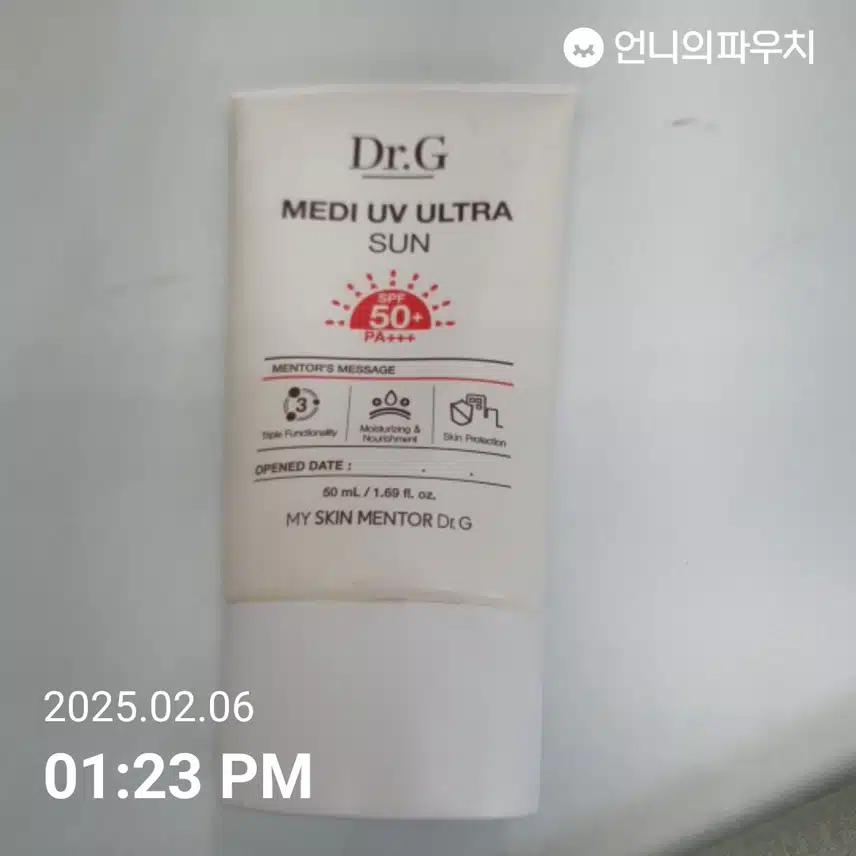 언니의파우치
Dr.G
MEDI UV ULTRA
SUN
SPF
50+
PA+++
MENTOR'S MESSAGE
3
Triple Functionality
Moisturizing &
Nourishment
Skin Protection
OPENED DATE : . .
50 mL / 1.69 fl. oz.
MY SKIN MENTOR Dr.G
2025.02.06
01:23 PM